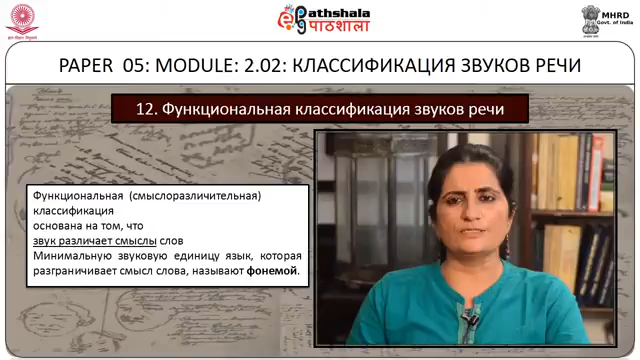 Pathshala
पाठशाला
MHRD
Govt. of India
PAPER 05: MODULE: 2.02: КЛАССИФИКАЦИЯ ЗВУКОВ РЕЧИ
12. Функциональная классификация звуков речи
Функциональная (смыслоразличительная)
классификация
основана на том, что
звук различает смыслы слов
Минимальную звуковую единицу язык, которая
разграничивает смысл слова, называют фонемой.